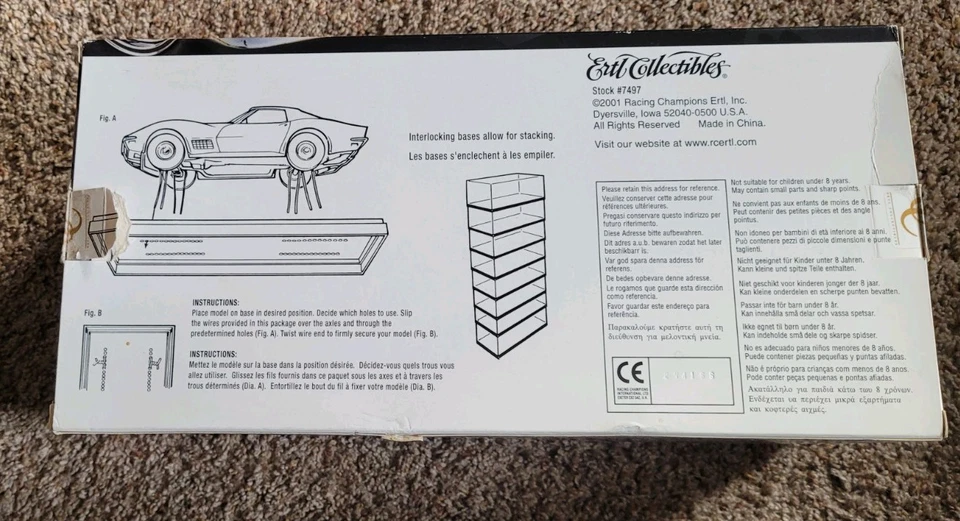 Ertl Collectibles®
Stock #7497
©2001 Racing Champions Ertl, Inc.
Dyersville, Iowa 52040-0500 U.S.A.
All Rights Reserved Made in China.
Visit our website at www.rcertl.com
Fig. A
Interlocking bases allow for stacking.
Les bases s'enclechent à les empiler.
Fig. B
INSTRUCTIONS:
Place model on base in desired position. Decide which holes to use. Slip
the wires provided in this package over the axles and through the
predetermined holes (Fig. A). Twist wire end to firmly secure your model (Fig. B).
INSTRUCTIONS:
Mettez le modèle sur la base dans la position désirée. Décidez-vous quels trous vous
allez utiliser. Glissez les fils fournis dans ce paquet sous les axes et à travers les
trous déterminés (Dia. A). Entortillez le bout du fil à fixer votre modèle (Dia. B).
Please retain this address for reference.
Veuillez conserver cette adresse pour
références ultérieures.
Pregasi conservare questo indirizzo per
futuro riferimento.
Diese Adresse bitte aufbewahren.
Dit adres a.u.b. bewaren zodat het later
beschikbarr is.
Var god spara denna address för
referens.
De bedes opbevare denne adresse.
Le rogamos que guarde esta dirección
como referencia.
Favor guardar este endereço para
referência.
Παρακαλούμε κρατήστε αυτή τη
διεύθυνση για μελοντική μνεία.
CE
RACING CHAMPIONS
INTERNATIONAL LTD
EXETER EX2
Not suitable for children under 8 years.
May contain small parts and sharp points.
Ne convient pas aux enfants de moins de 8 ans.
Peut contenir des petites pièces et des angle
pointus.
Non idoneo per bambini di età inferiore ai 8 anni.
Può contenere pezzi di piccole dimensioni e punte
taglienti.
Nicht geeignet für Kinder unter 8 Jahren.
Kann kleine und spitze Teile enthalten.
Niet geschikt voor kinderen jonger del 8 jaar.
Kan kleine onderdelen en scherpe punten bevatten.
Passar inte för barn under 8 år.
Kan innehålla små delar och vassa spetsar.
Ikke egnet til børn under 8 år.
Kan indeholde små dele og skarpe spidser.
No es adecuado para niños menores de 8 años.
Puede contener piezas pequeñas y puntas afiladas.
Não é próprio para crianças com menos de 8 anos.
Pode conter peças pequenas e pontas afiadas.
Ακατάλληλο για παιδιά κάτω των 8 χρόνων.
Ενδέχεται να περιέχει μικρά εξαρτήματα
και κοφτερές αιχμές.